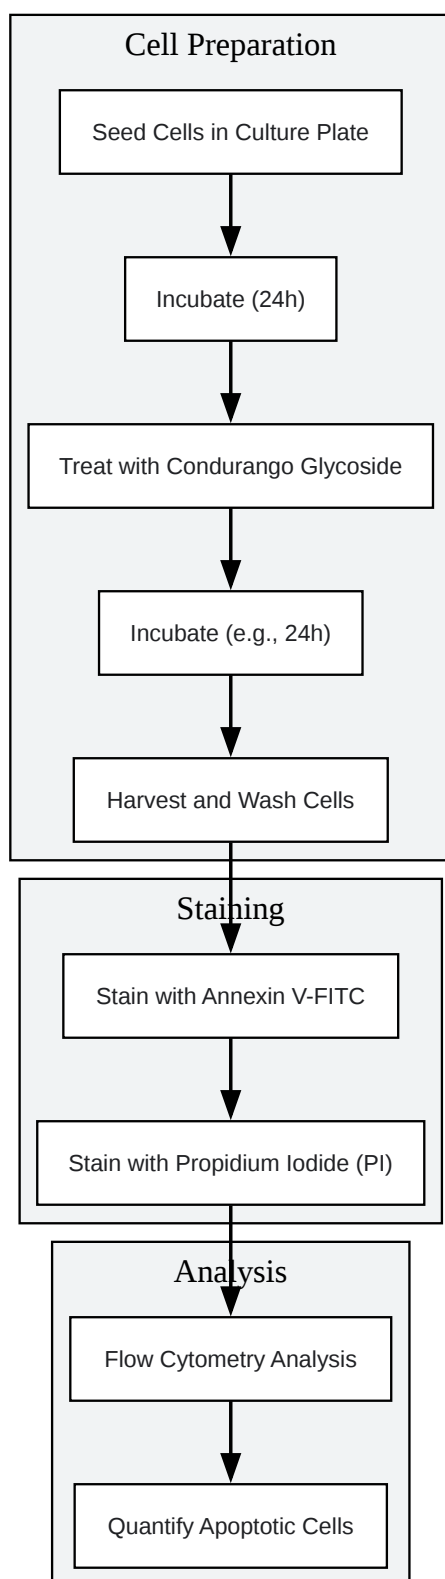 Cell Preparation
Seed Cells in Culture Plate
Incubate (24h)
Treat with Condurango Glycoside
Incubate (e.g., 24h)
Harvest and Wash Cells
Staining
Stain with Annexin V-FITC
Stain with Propidium Iodide (PI)
Analysis
Flow Cytometry Analysis
Quantify Apoptotic Cells